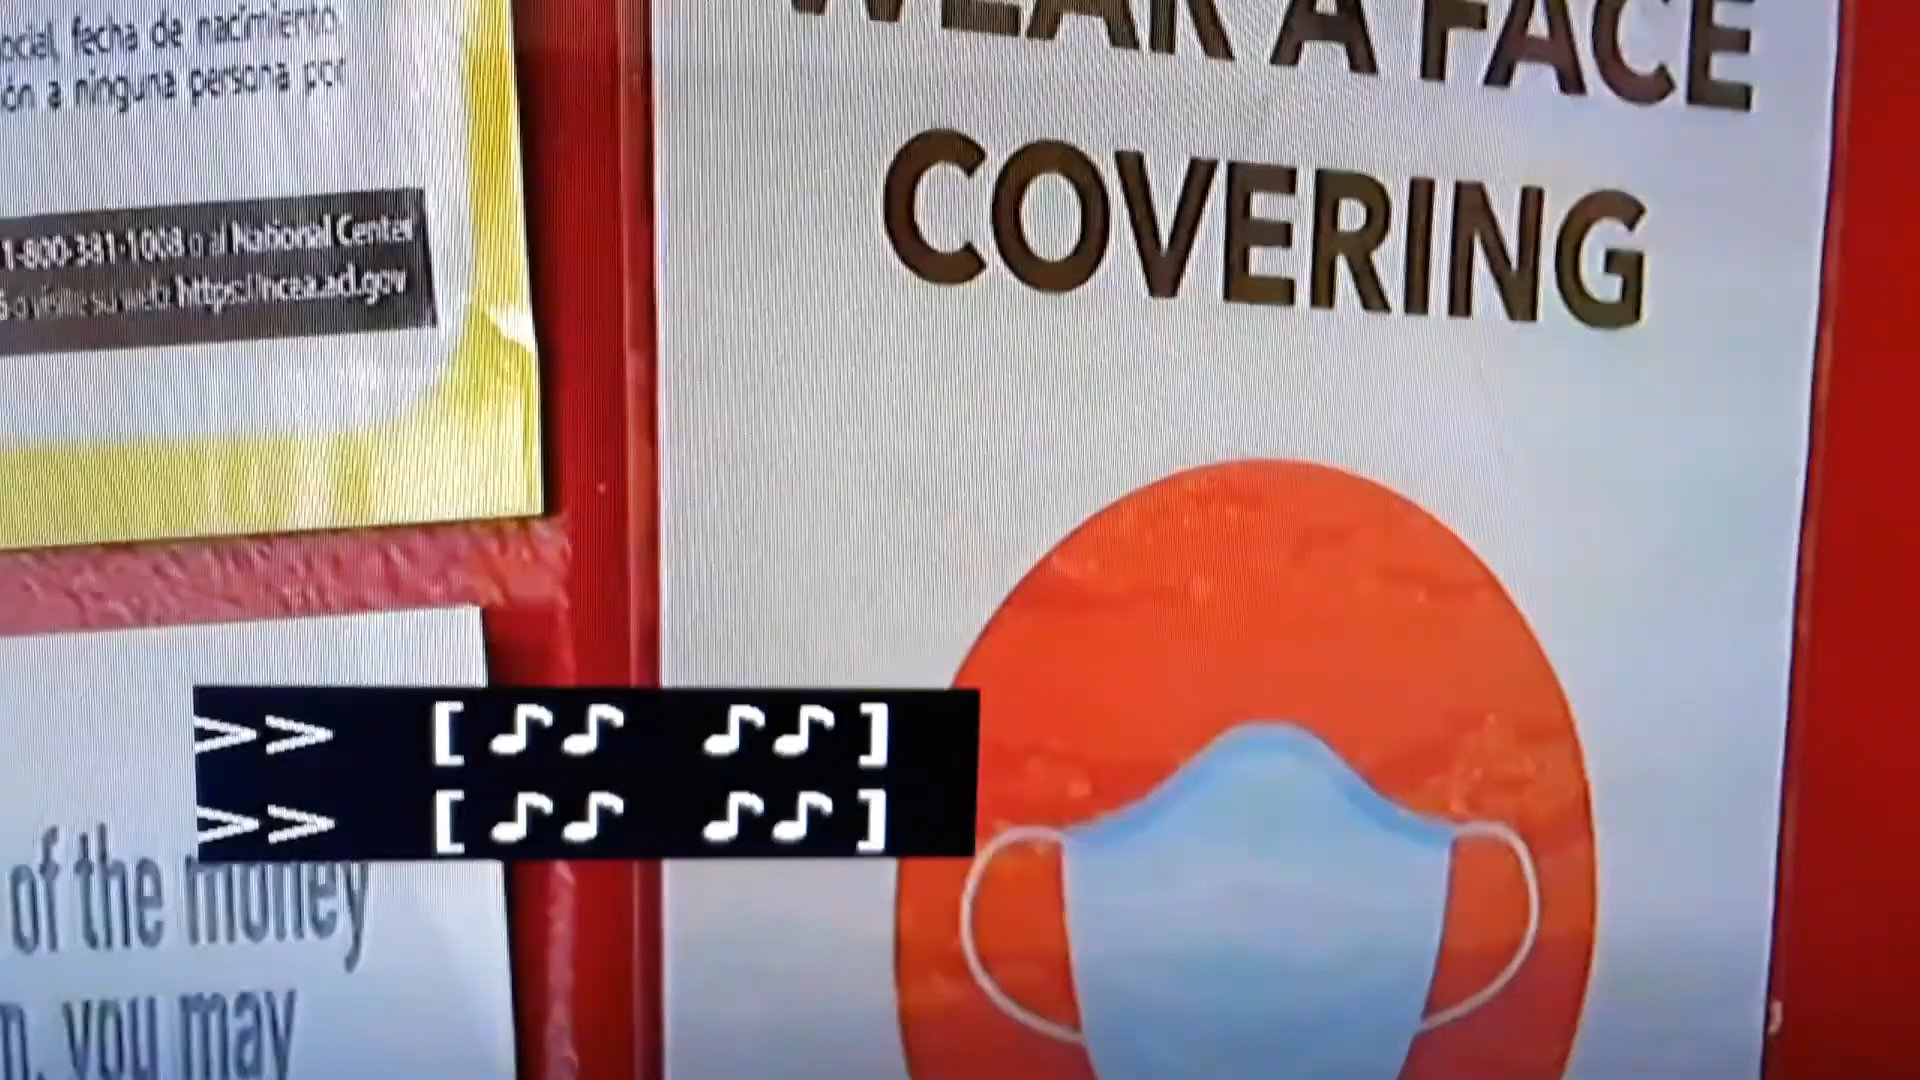 ocial, fecha de nacimiento
ón a ninguna persona por
1-800-381-1008 o al National Center
o visite su web: https://ncea.acl.gov
WEAR A FACE
COVERING
>> [♪♪ ♪♪]
>> [♪♪ ♪♪]
of the money
you may